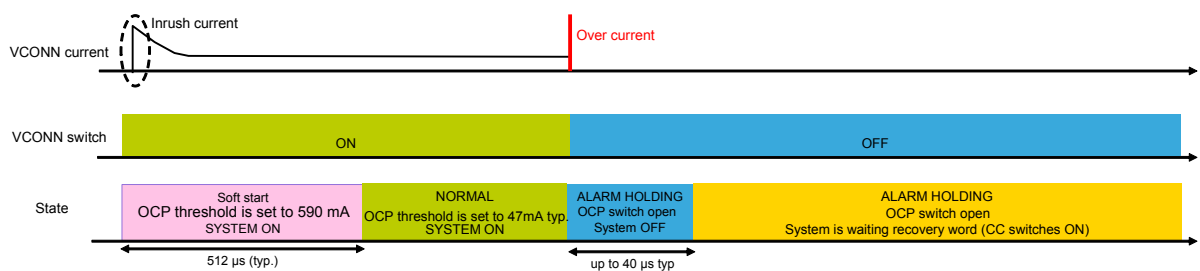 Inrush current
VCONN current
Over current
VCONN switch
ON
OFF
State
Soft start
OCP threshold is set to 590 mA
SYSTEM ON
NORMAL
OCP threshold is set to 47mA typ.
SYSTEM ON
ALARM HOLDING
OCP switch open
System OFF
ALARM HOLDING
OCP switch open
System is waiting recovery word (CC switches ON)
512 µs (typ.)
up to 40 µs typ